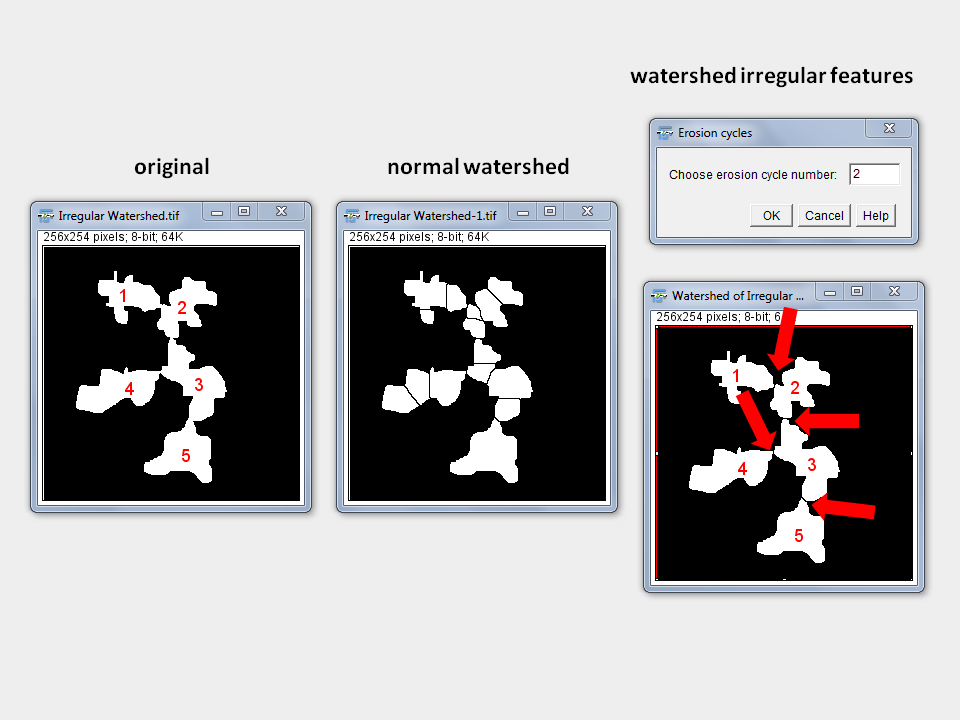 watershed irregular features
original
normal watershed
Erosion cycles
Choose erosion cycle number: 2
OK Cancel Help
Irregular Watershed.tif
256x254 pixels; 8-bit; 64K
1
2
3
4
5
Irregular Watershed-1.tif
256x254 pixels; 8-bit; 64K
Watershed of Irregular ...
256x254 pixels; 8-bit; 6
1
2
3
4
5